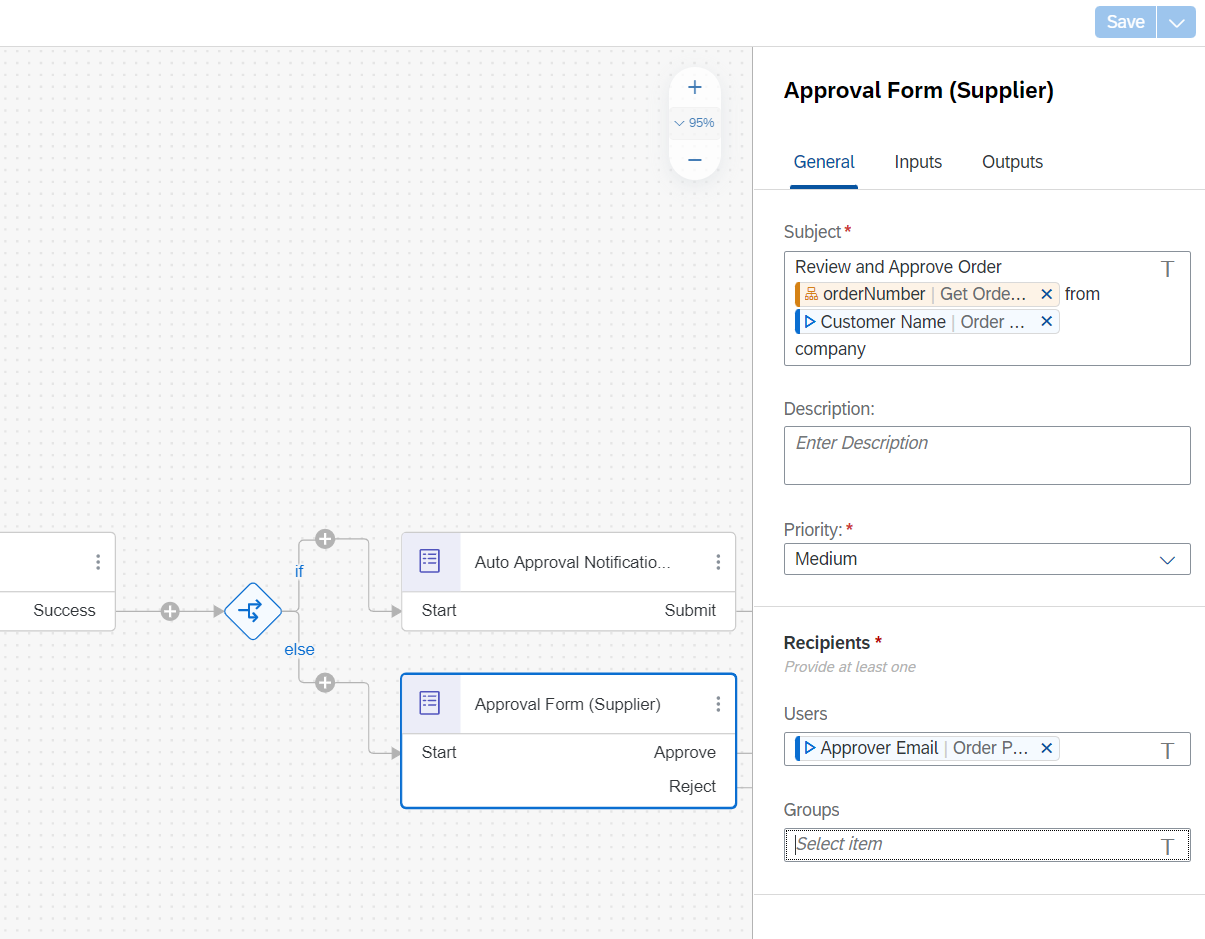 Save
95%
Approval Form (Supplier)
General Inputs Outputs
Subject*
Review and Approve Order
orderNumber | Get Orde... × from
Customer Name | Order ... ×
company
Description:
Enter Description
Priority: *
Medium
Recipients *
Provide at least one
Users
Approver Email | Order P... ×
Groups
Select item
Success
if
else
Auto Approval Notificatio...
Start Submit
Approval Form (Supplier)
Start Approve
Reject